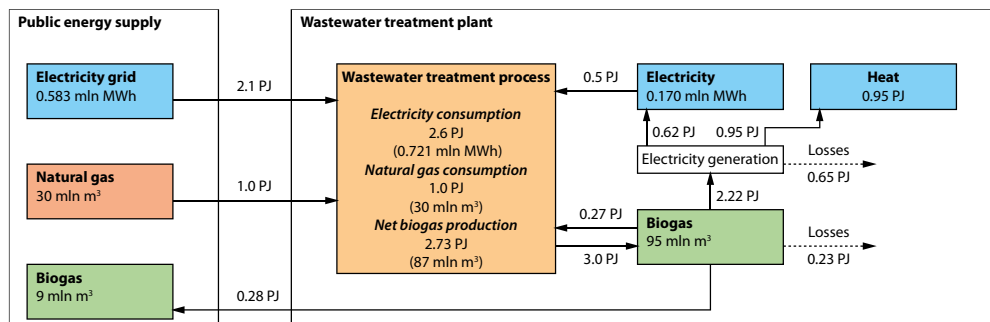 Public energy supply
Wastewater treatment plant
Electricity grid
0.583 mln MWh
2.1 PJ
Wastewater treatment process
0.5 PJ
Electricity
0.170 mln MWh
Heat
0.95 PJ
Electricity consumption
2.6 PJ
(0.721 mln MWh)
0.62 PJ
0.95 PJ
Electricity generation
Losses
0.65 PJ
Natural gas
30 mln m³
1.0 PJ
Natural gas consumption
1.0 PJ
(30 mln m³)
2.22 PJ
Net biogas production
2.73 PJ
(87 mln m³)
0.27 PJ
3.0 PJ
Biogas
95 mln m³
Losses
0.23 PJ
Biogas
9 mln m³
0.28 PJ